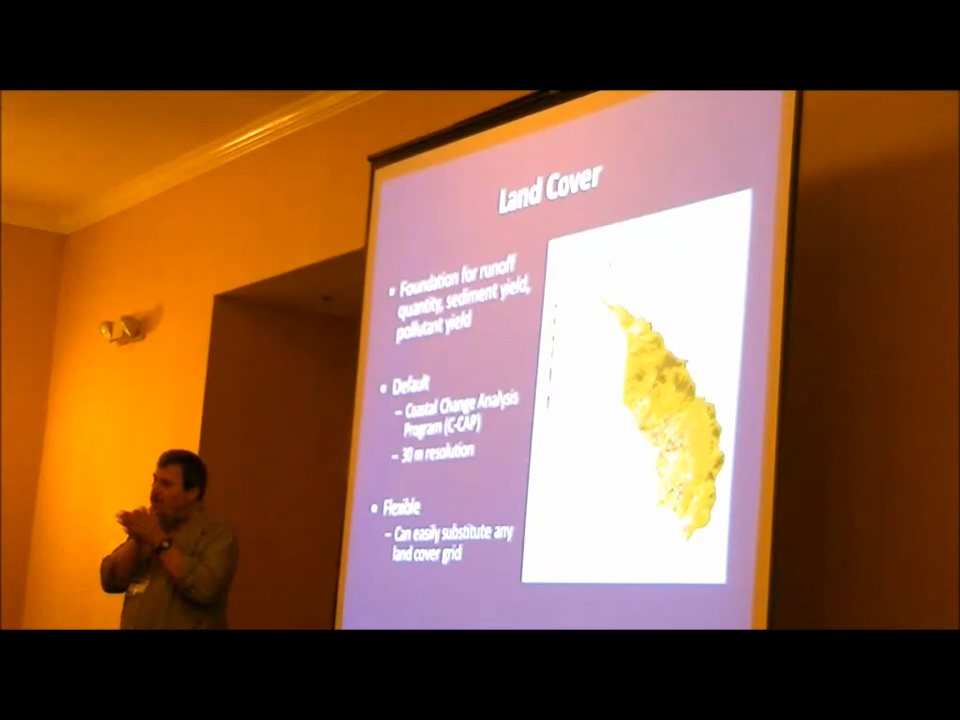 Land Cover
• Foundation for runoff
quantity, sediment yield,
pollutant yield
• Default
– Coastal Change Analysis
Program (C-CAP)
– 30 m resolution
• Flexible
– Can easily substitute any
land cover grid